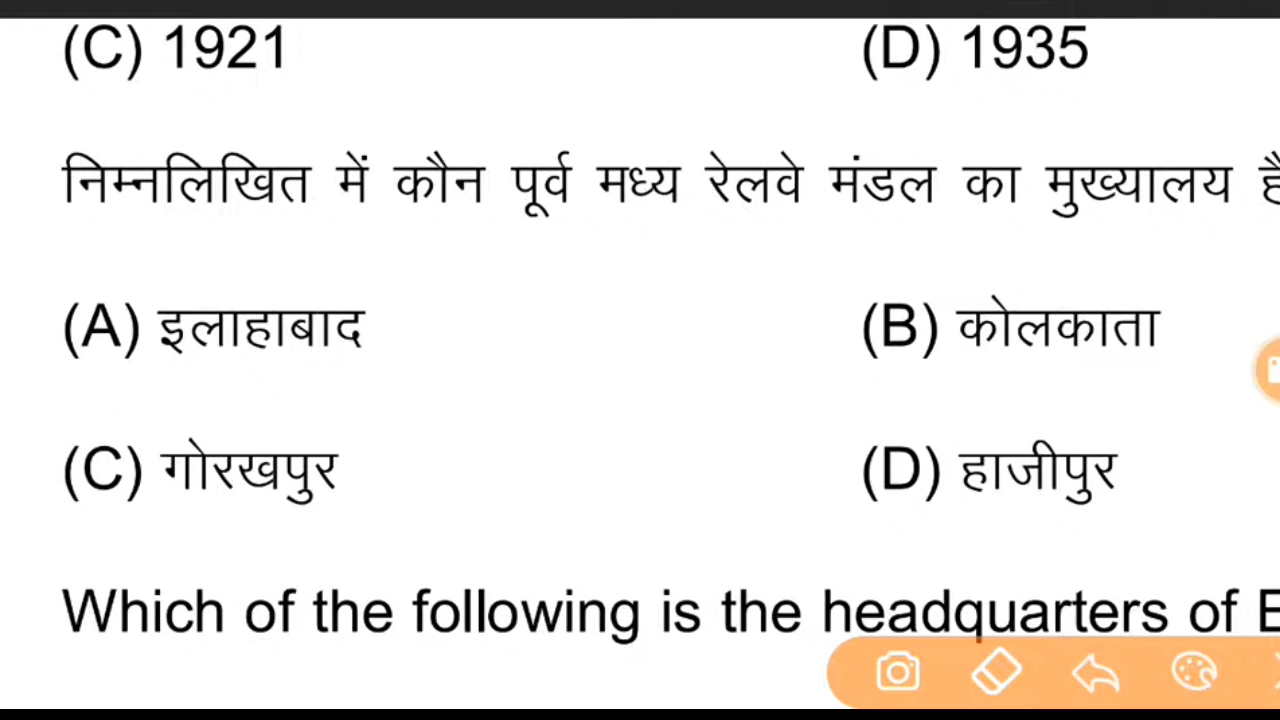 (C) 1921 (D) 1935
निम्नलिखित में कौन पूर्व मध्य रेलवे मंडल का मुख्यालय
(A) इलाहाबाद (B) कोलकाता
(C) गोरखपुर (D) हाजीपुर
Which of the following is the headquarters of